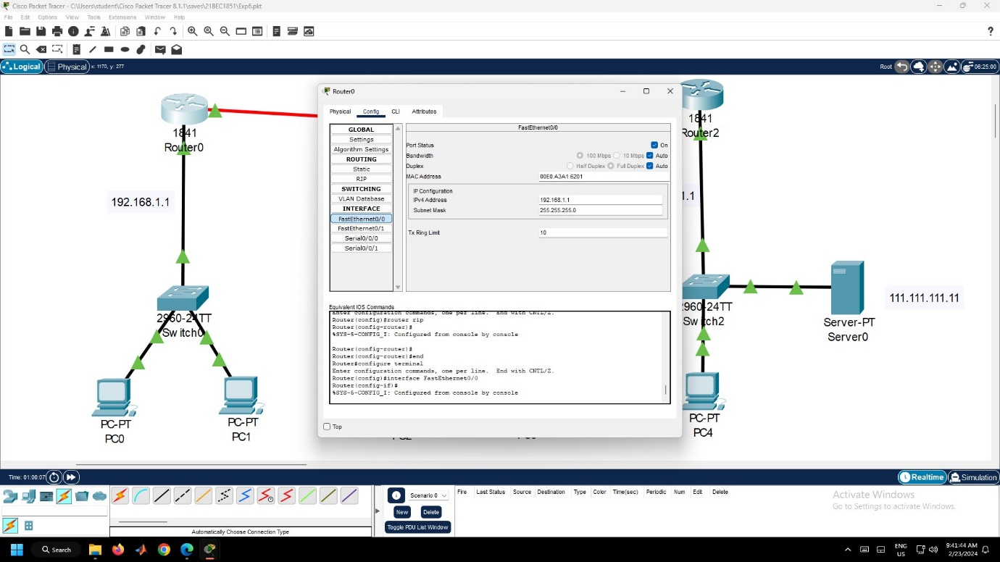 Cisco Packet Tracer - C:\Users\student\Cisco Packet Tracer 8.1.1\saves\21BEC1851\Exp6.pkt
File Edit Options View Tools Extensions Window Help
?
Logical Physical x: 1170, y: 277
Root 06:25:00
1841
Router0
192.168.1.1
2960-24TT
Switch0
PC-PT
PC0
PC-PT
PC1
Router0
Physical Config CLI Attributes
GLOBAL
Settings
Algorithm Settings
ROUTING
Static
RIP
SWITCHING
VLAN Database
INTERFACE
FastEthernet0/0
FastEthernet0/1
Serial0/0/0
Serial0/0/1
FastEthernet0/0
Port Status On
Bandwidth 100 Mbps 10 Mbps Auto
Duplex Half Duplex Full Duplex Auto
MAC Address 00E0.A3A1.6201
IP Configuration
IPv4 Address 192.168.1.1
Subnet Mask 255.255.255.0
Tx Ring Limit 10
Equivalent IOS Commands
Enter configuration commands, one per line. End with CNTL/Z.
Router(config)#router rip
Router(config-router)#
%SYS-5-CONFIG_I: Configured from console by console
Router(config-router)#
Router(config-router)#end
Router#configure terminal
Enter configuration commands, one per line. End with CNTL/Z.
Router(config)#interface FastEthernet0/0
Router(config-if)#
%SYS-5-CONFIG_I: Configured from console by console
Top
1841
Router2
1.1
2960-24TT
Switch2
PC-PT
PC4
Server-PT
Server0
111.111.111.11
Time: 01:00:07
Realtime Simulation
Automatically Choose Connection Type
Scenario 0
New Delete
Toggle PDU List Window
Fire Last Status Source Destination Type Color Time(sec) Periodic Num Edit Delete
Activate Windows
Go to Settings to activate Windows.
Search
ENG
US
9:41:44 AM
2/23/2024